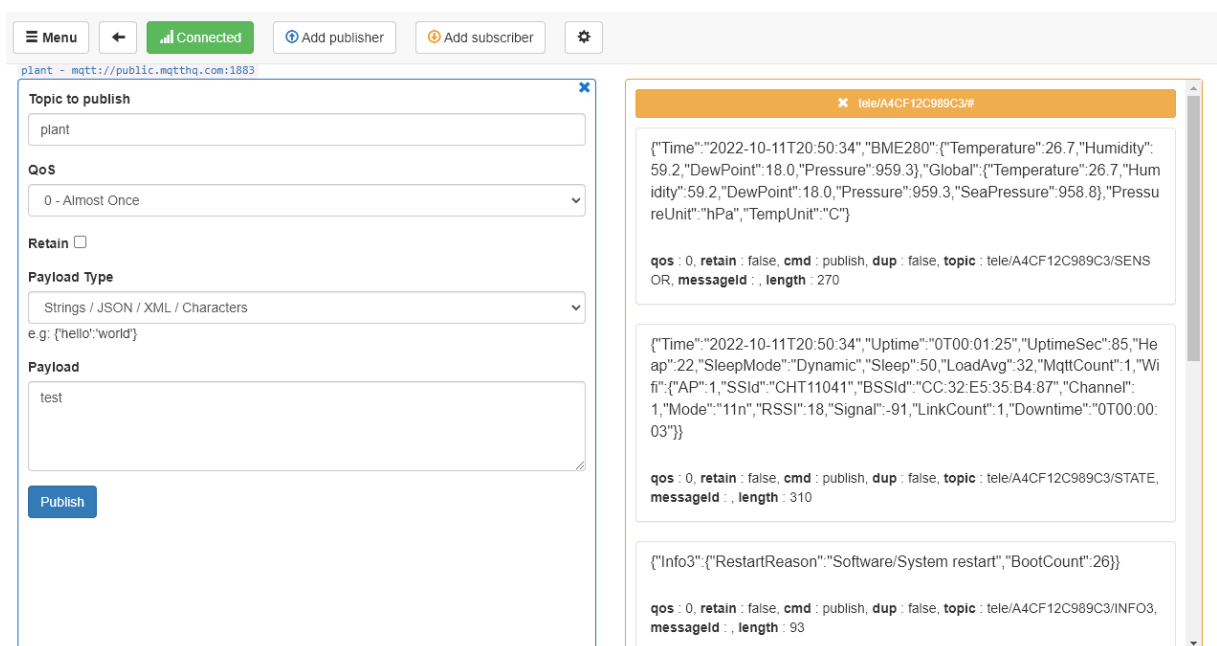 Menu
Connected
Add publisher
Add subscriber
plant - mqtt://public.mqtthq.com:1883
Topic to publish
plant
QoS
0 - Almost Once
Retain
Payload Type
Strings / JSON / XML / Characters
e.g: {'hello':'world'}
Payload
test
Publish
✖ tele/A4CF12C989C3/#
{"Time":"2022-10-11T20:50:34","BME280":{"Temperature":26.7,"Humidity":
59.2,"DewPoint":18.0,"Pressure":959.3},"Global":{"Temperature":26.7,"Hum
idity":59.2,"DewPoint":18.0,"Pressure":959.3,"SeaPressure":958.8},"Pressu
reUnit":"hPa","TempUnit":"C"}
qos : 0, retain : false, cmd : publish, dup : false, topic : tele/A4CF12C989C3/SENS
OR, messageId : , length : 270
{"Time":"2022-10-11T20:50:34","Uptime":"0T00:01:25","UptimeSec":85,"He
ap":22,"SleepMode":"Dynamic","Sleep":50,"LoadAvg":32,"MqttCount":1,"Wi
fi":{"AP":1,"SSId":"CHT11041","BSSId":"CC:32:E5:35:B4:87","Channel":
1,"Mode":"11n","RSSI":18,"Signal":-91,"LinkCount":1,"Downtime":"0T00:00:
03"}}
qos : 0, retain : false, cmd : publish, dup : false, topic : tele/A4CF12C989C3/STATE,
messageId : , length : 310
{"Info3":{"RestartReason":"Software/System restart","BootCount":26}}
qos : 0, retain : false, cmd : publish, dup : false, topic : tele/A4CF12C989C3/INFO3,
messageId : , length : 93